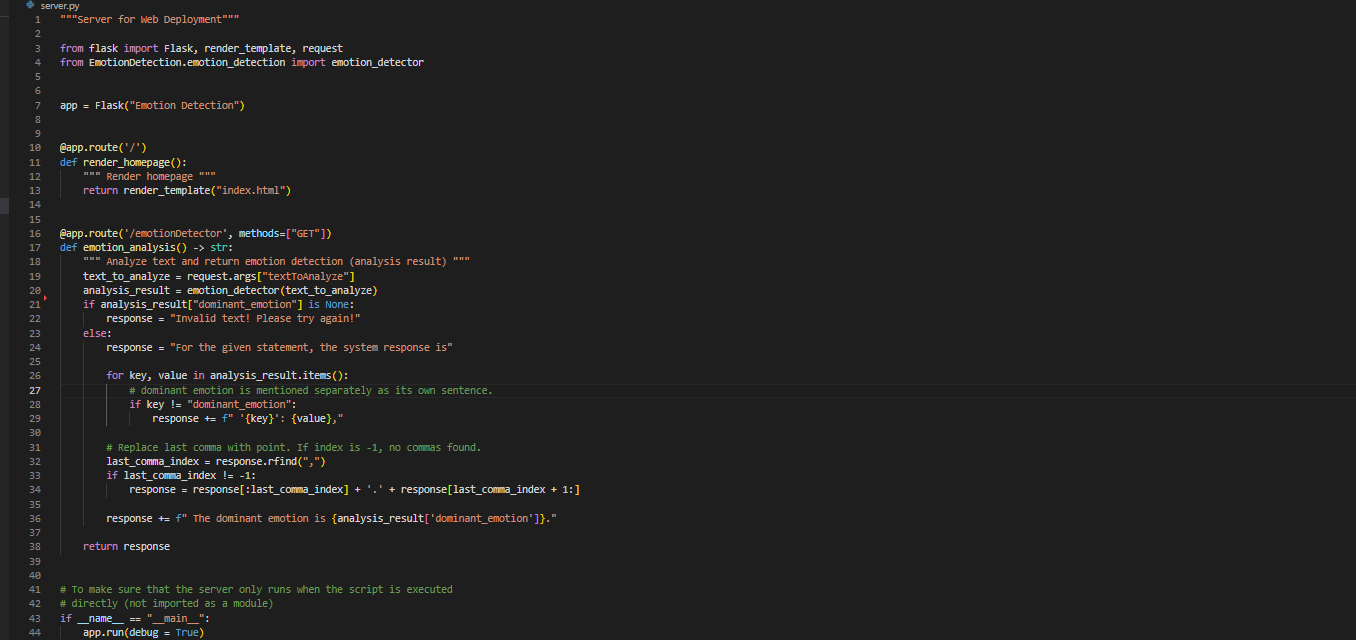 server.py
1 """Server for Web Deployment"""
2
3 from flask import Flask, render_template, request
4 from EmotionDetection.emotion_detection import emotion_detector
5
6
7 app = Flask("Emotion Detection")
8
9
10 @app.route('/')
11 def render_homepage():
12     """ Render homepage """
13     return render_template("index.html")
14
15
16 @app.route('/emotionDetector', methods=["GET"])
17 def emotion_analysis() -> str:
18     """ Analyze text and return emotion detection (analysis result) """
19     text_to_analyze = request.args["textToAnalyze"]
20     analysis_result = emotion_detector(text_to_analyze)
21     if analysis_result["dominant_emotion"] is None:
22         response = "Invalid text! Please try again!"
23     else:
24         response = "For the given statement, the system response is"
25
26         for key, value in analysis_result.items():
27             # dominant emotion is mentioned separately as its own sentence.
28             if key != "dominant_emotion":
29                 response += f" '{key}': {value},"
30
31         # Replace last comma with point. If index is -1, no commas found.
32         last_comma_index = response.rfind(",")
33         if last_comma_index != -1:
34             response = response[:last_comma_index] + '.' + response[last_comma_index + 1:]
35
36         response += f" The dominant emotion is {analysis_result['dominant_emotion']}."
37
38     return response
39
40
41 # To make sure that the server only runs when the script is executed
42 # directly (not imported as a module)
43 if __name__ == "__main__":
44     app.run(debug = True)